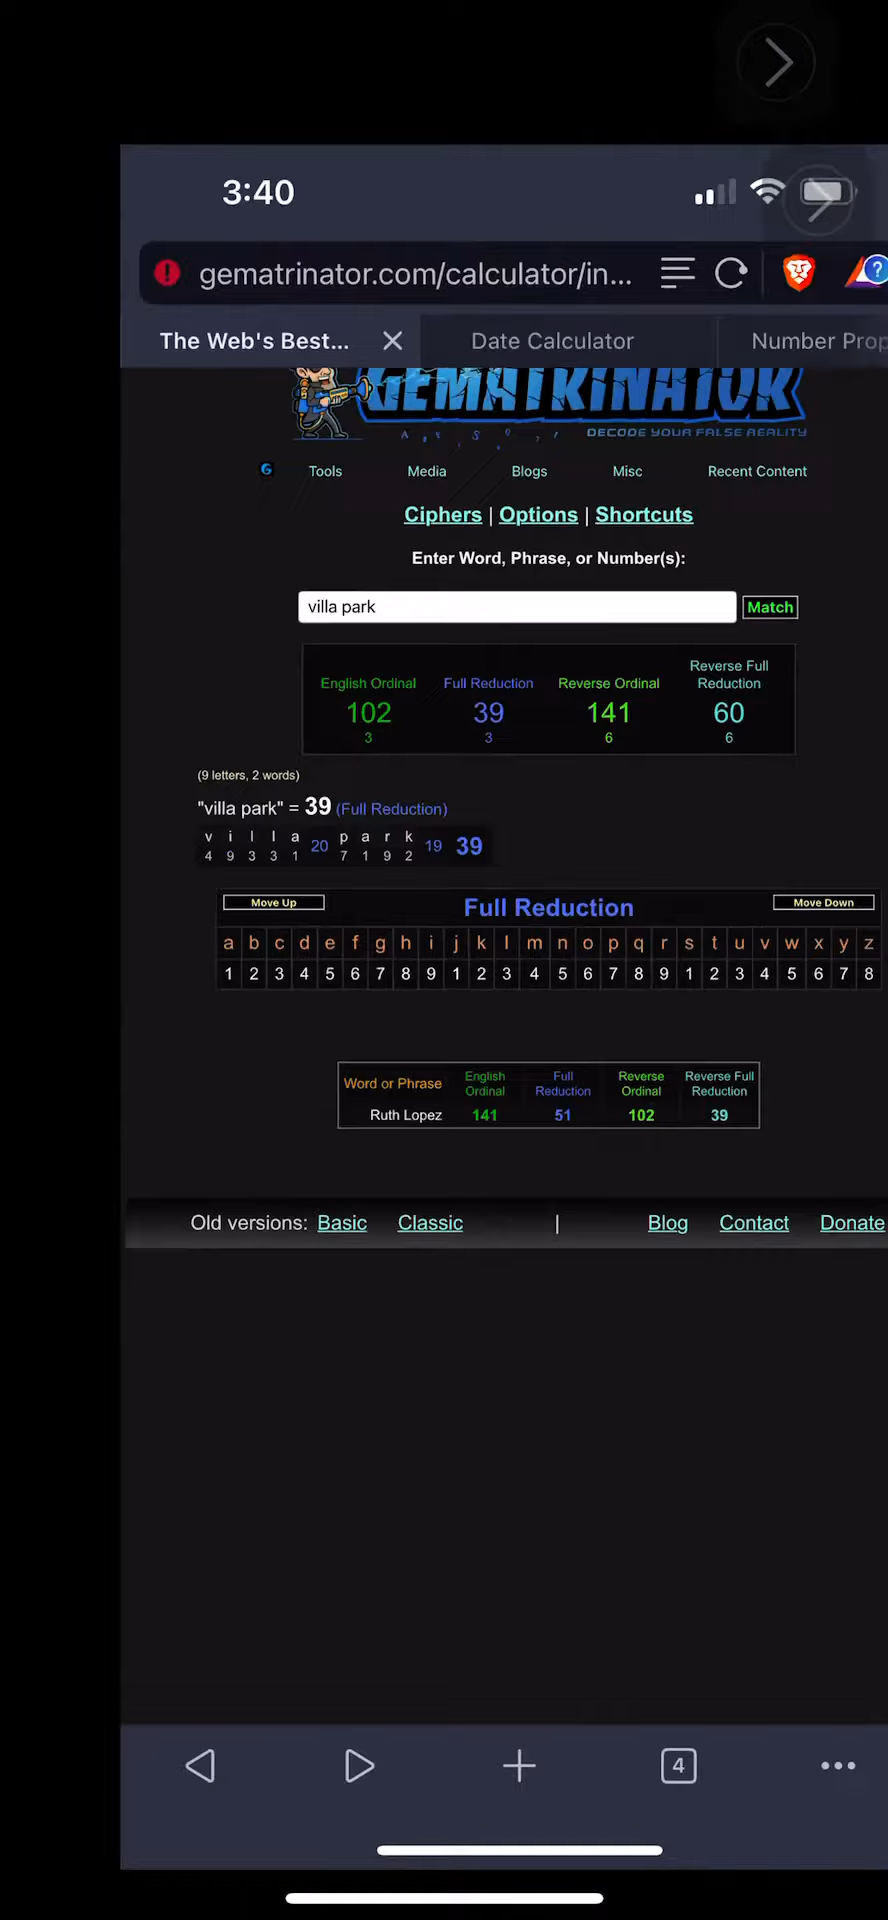 3:40
gematrinator.com/calculator/in...
The Web's Best... Date Calculator Number Prop
GEMATRINATOR
DECODE YOUR FALSE REALITY
G Tools Media Blogs Misc Recent Content
Ciphers | Options | Shortcuts
Enter Word, Phrase, or Number(s):
villa park Match
English Ordinal Full Reduction Reverse Ordinal Reverse Full Reduction
102 39 141 60
3 3 6 6
(9 letters, 2 words)
"villa park" = 39 (Full Reduction)
v i l l a 20 p a r k 19 39
4 9 3 3 1 7 1 9 2
Move Up Full Reduction Move Down
a b c d e f g h i j k l m n o p q r s t u v w x y z
1 2 3 4 5 6 7 8 9 1 2 3 4 5 6 7 8 9 1 2 3 4 5 6 7 8
Word or Phrase English Ordinal Full Reduction Reverse Ordinal Reverse Full Reduction
Ruth Lopez 141 51 102 39
Old versions: Basic Classic | Blog Contact Donate
4